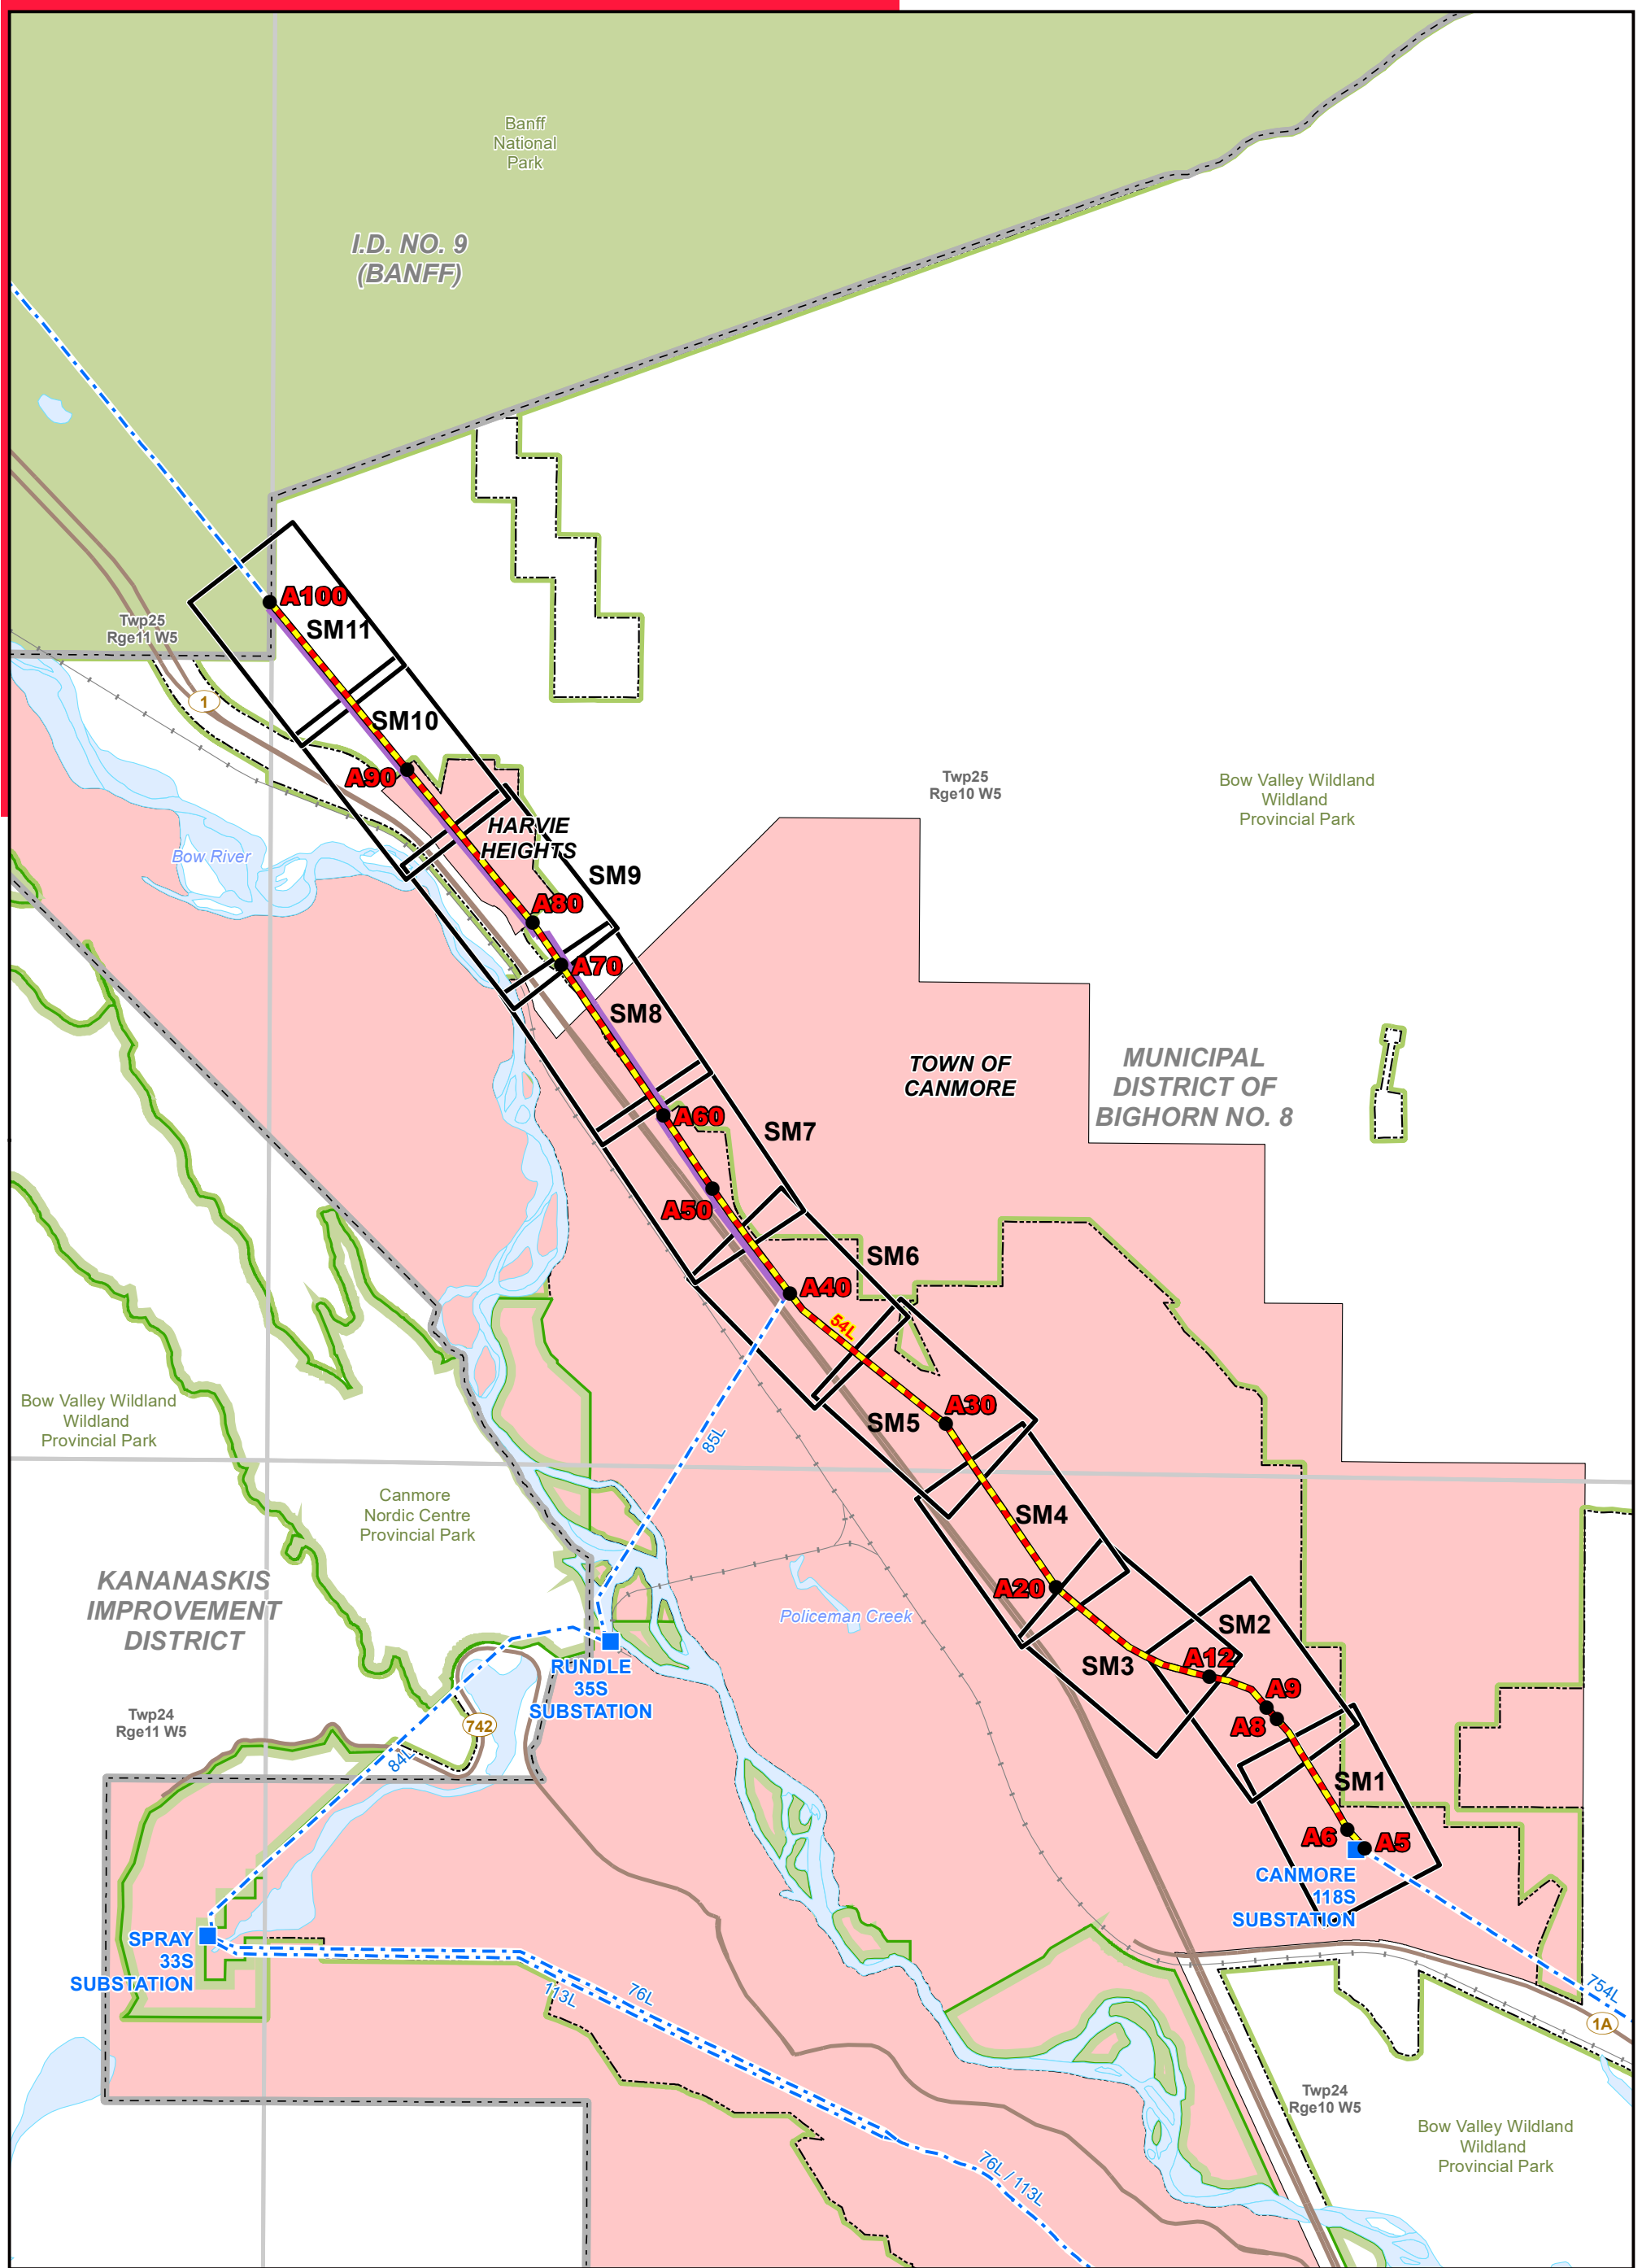 Banff
National
Park
I.D. NO. 9
(BANFF)
A100
SM11
Twp25
Rge11 W5
1
SM10
A90
Twp25
Rge10 W5
Bow Valley Wildland
Wildland
Provincial Park
HARVIE
HEIGHTS
Bow River
SM9
A80
A70
SM8
TOWN OF
CANMORE
MUNICIPAL
DISTRICT OF
BIGHORN NO. 8
A60
SM7
A50
SM6
A40
54L
Bow Valley Wildland
Wildland
Provincial Park
A30
SM5
85L
Canmore
Nordic Centre
Provincial Park
SM4
KANANASKIS
IMPROVEMENT
DISTRICT
A20
Policeman Creek
SM2
RUNDLE
35S
SUBSTATION
SM3
A12
A9
A8
Twp24
Rge11 W5
742
84L
SM1
A6
A5
CANMORE
118S
SUBSTATION
SPRAY
33S
SUBSTATION
76L
113L
754L
1A
Twp24
Rge10 W5
Bow Valley Wildland
Wildland
Provincial Park
76L / 113L